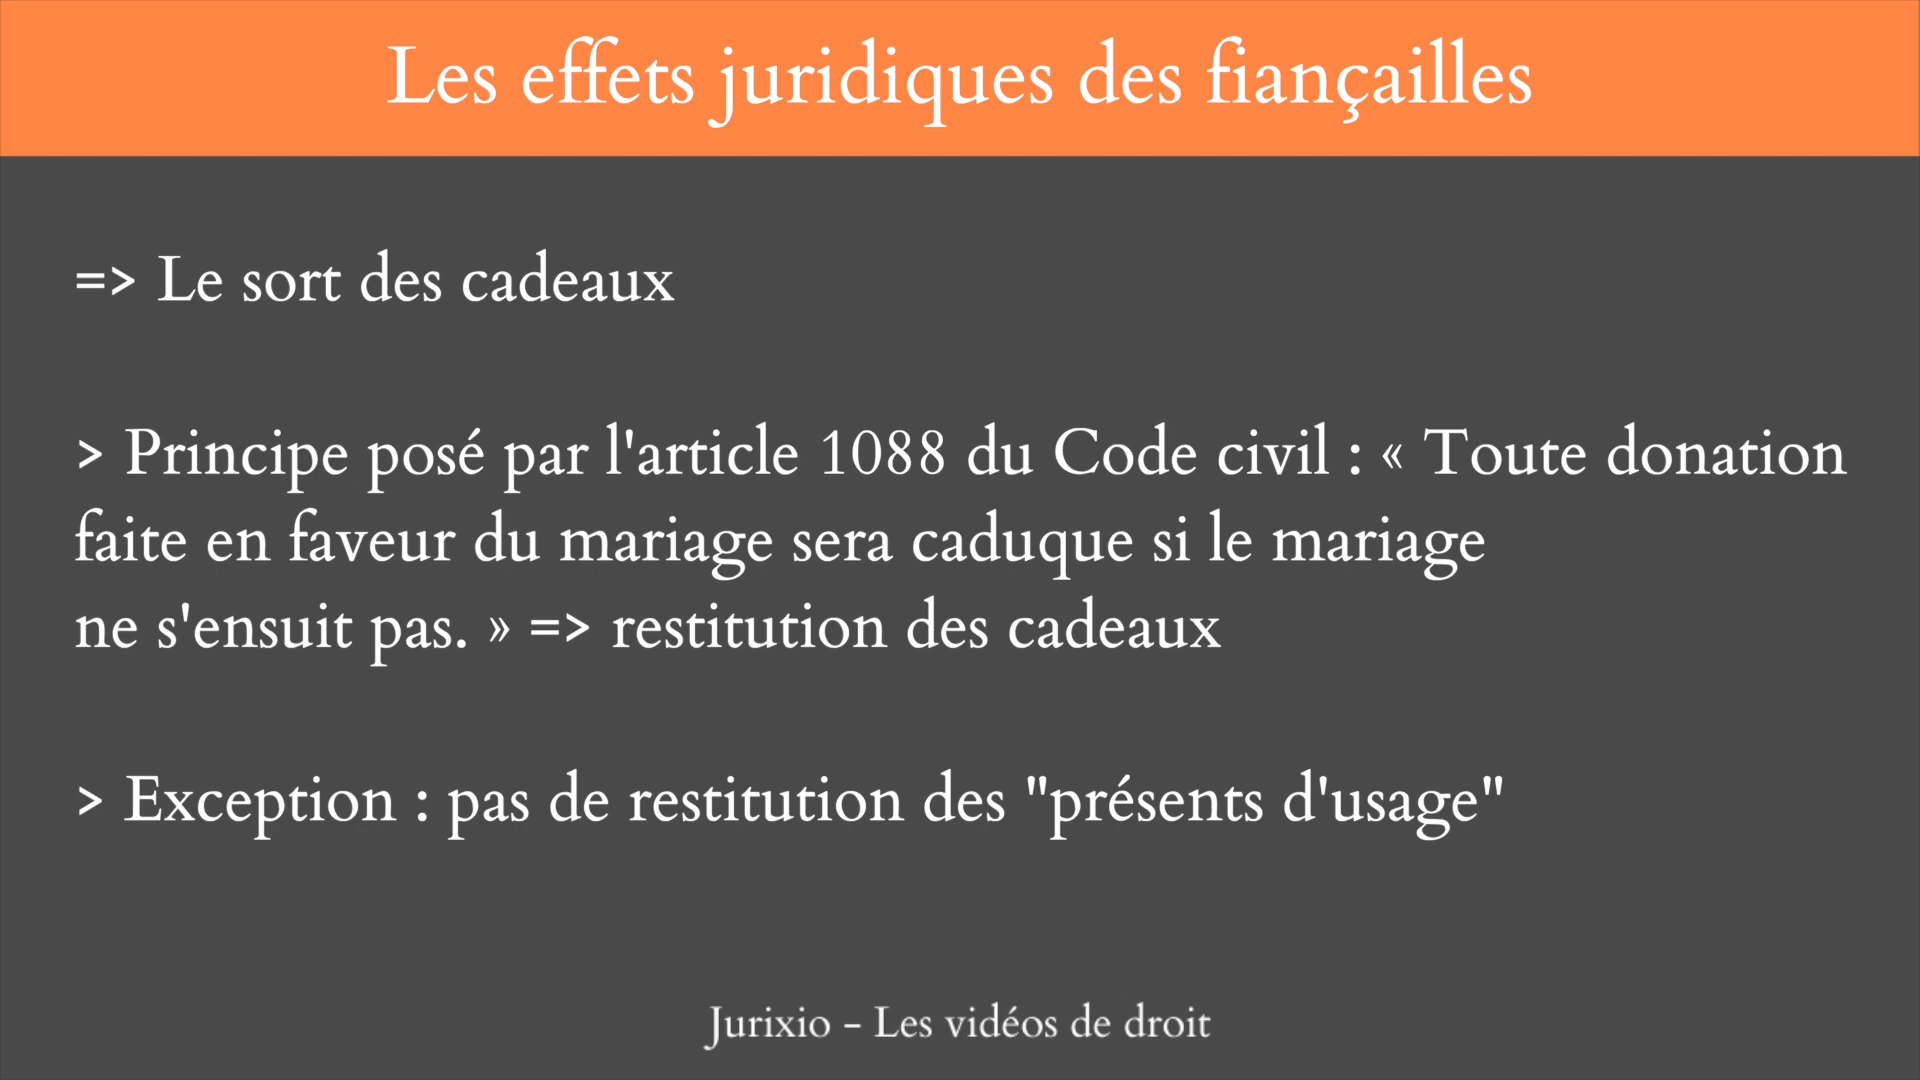 Les effets juridiques des fiançailles
=> Le sort des cadeaux
> Principe posé par l'article 1088 du Code civil : « Toute donation
faite en faveur du mariage sera caduque si le mariage
ne s'ensuit pas. » => restitution des cadeaux
> Exception : pas de restitution des "présents d'usage"
Jurixio - Les vidéos de droit